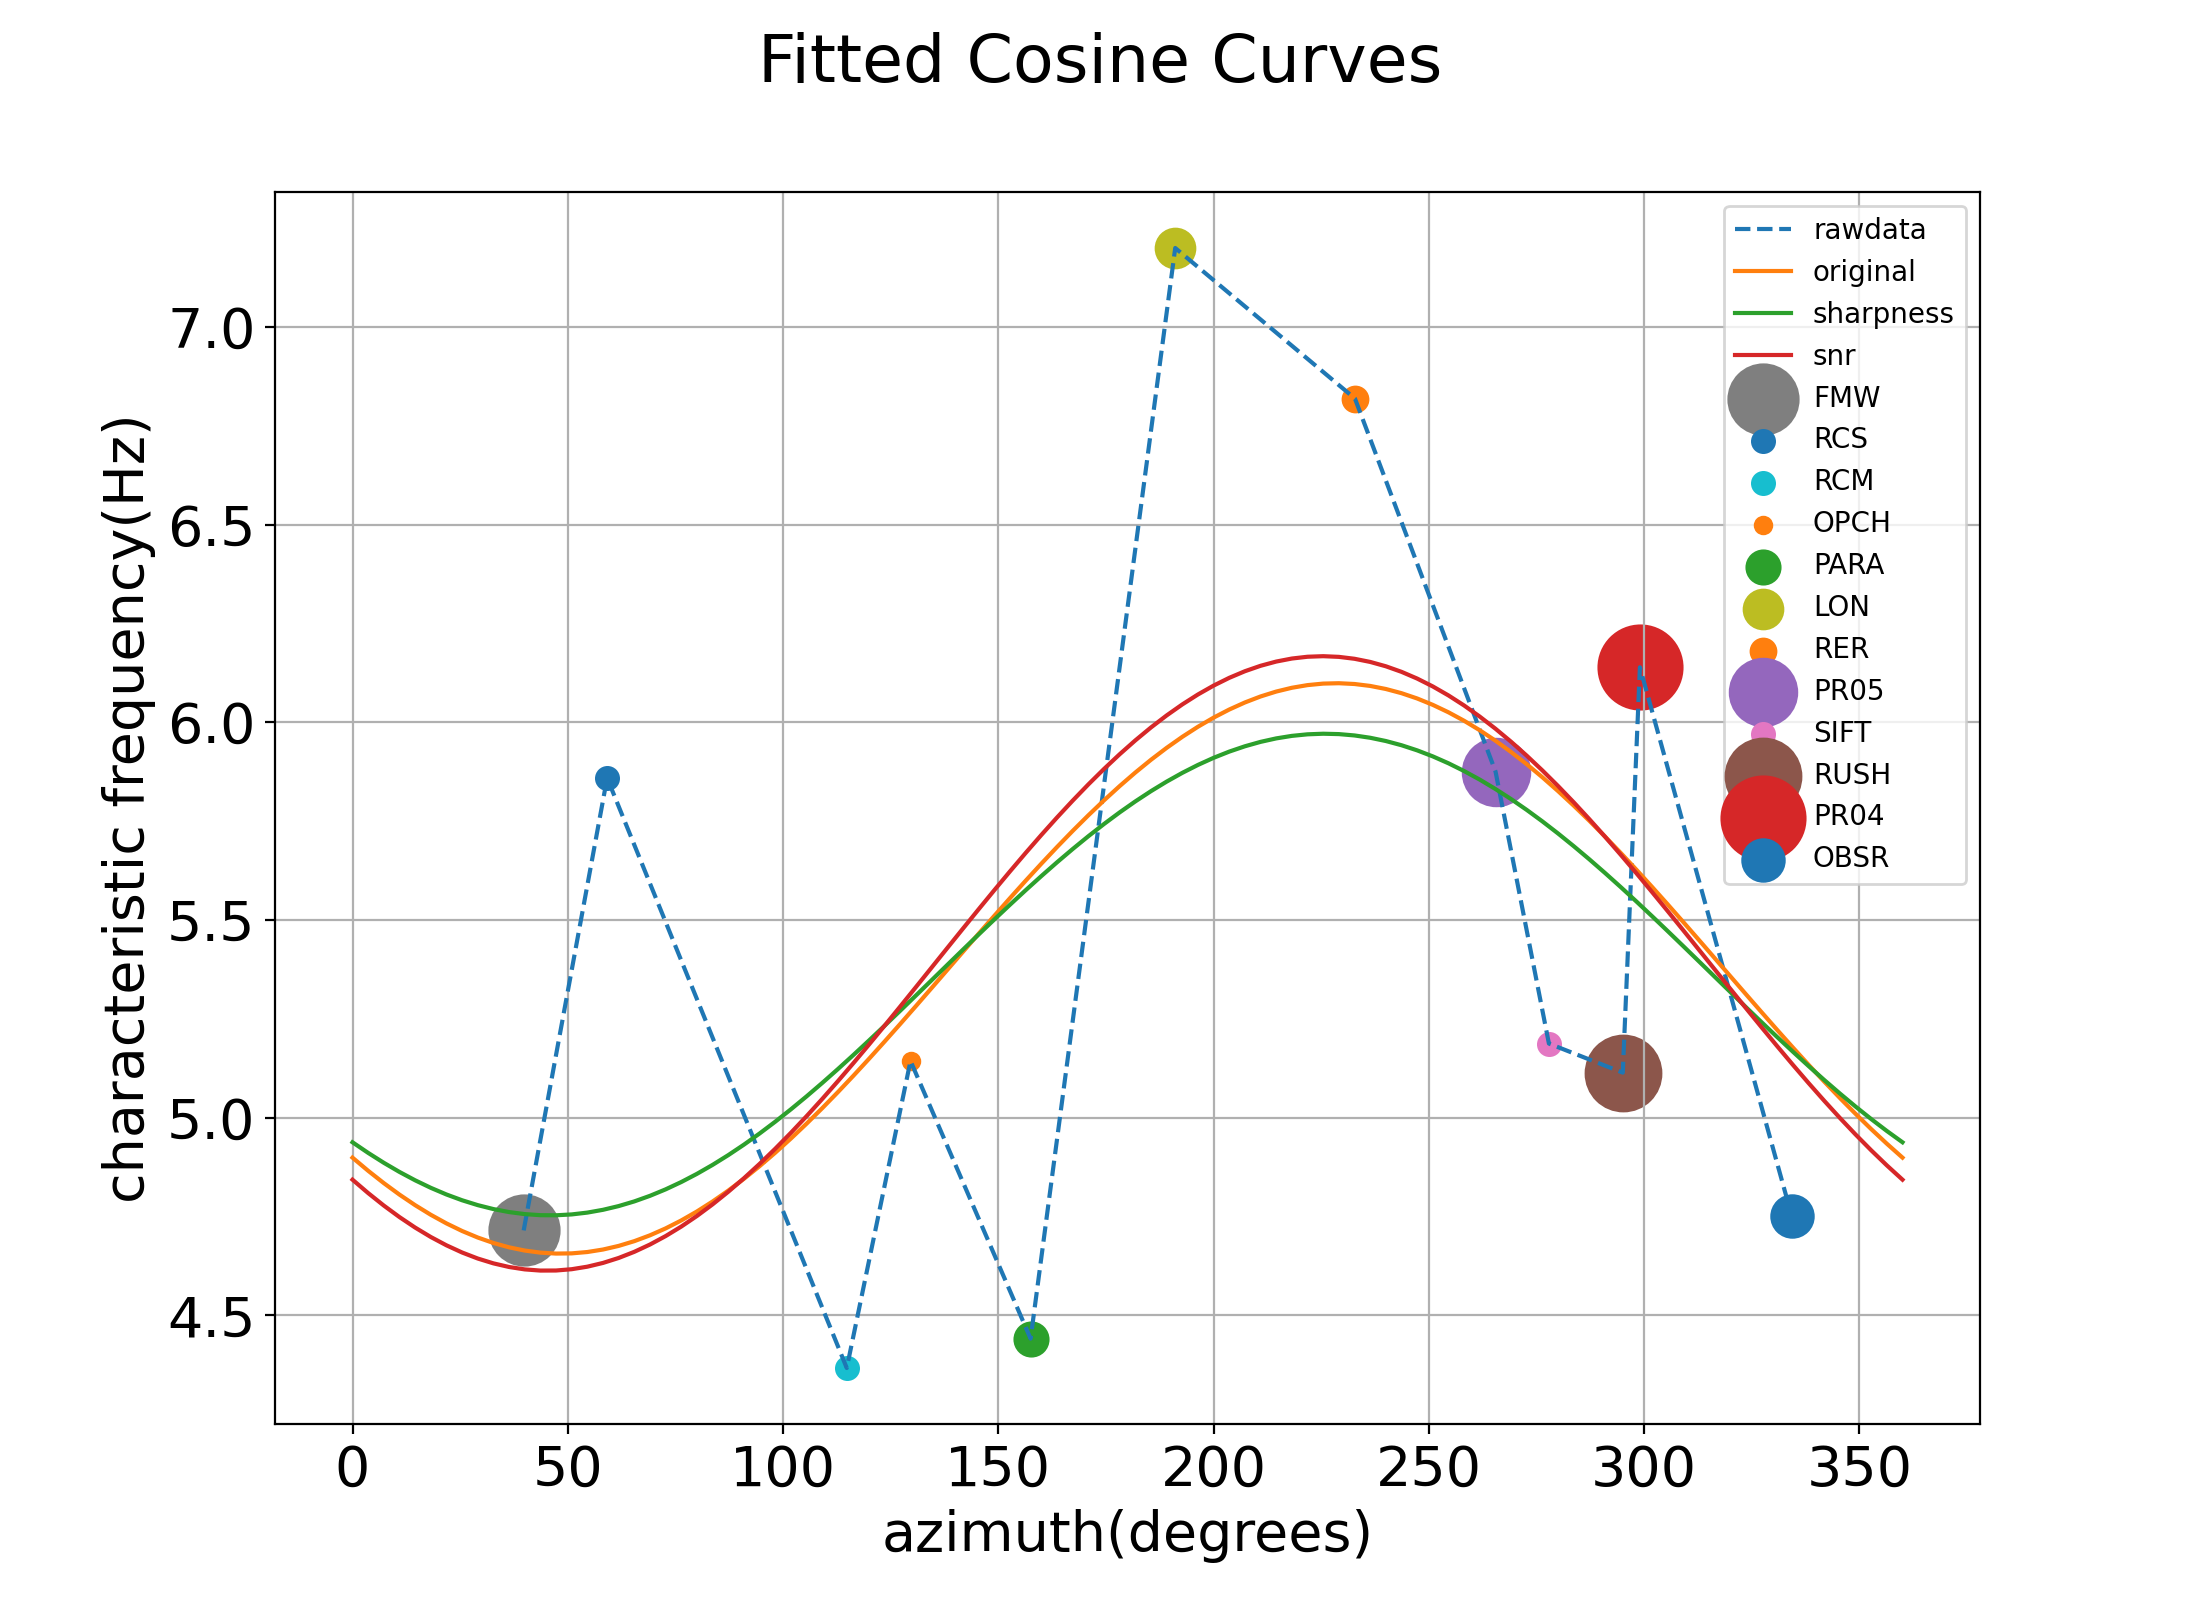 Fitted Cosine Curves
characteristic frequency(Hz)
7.0
6.5
6.0
5.5
5.0
4.5
rawdata
original
sharpness
snr
FMW
RCS
RCM
OPCH
PARA
LON
RER
PR05
SIFT
RUSH
PR04
OBSR
0 50 100 150 200 250 300 350
azimuth(degrees)